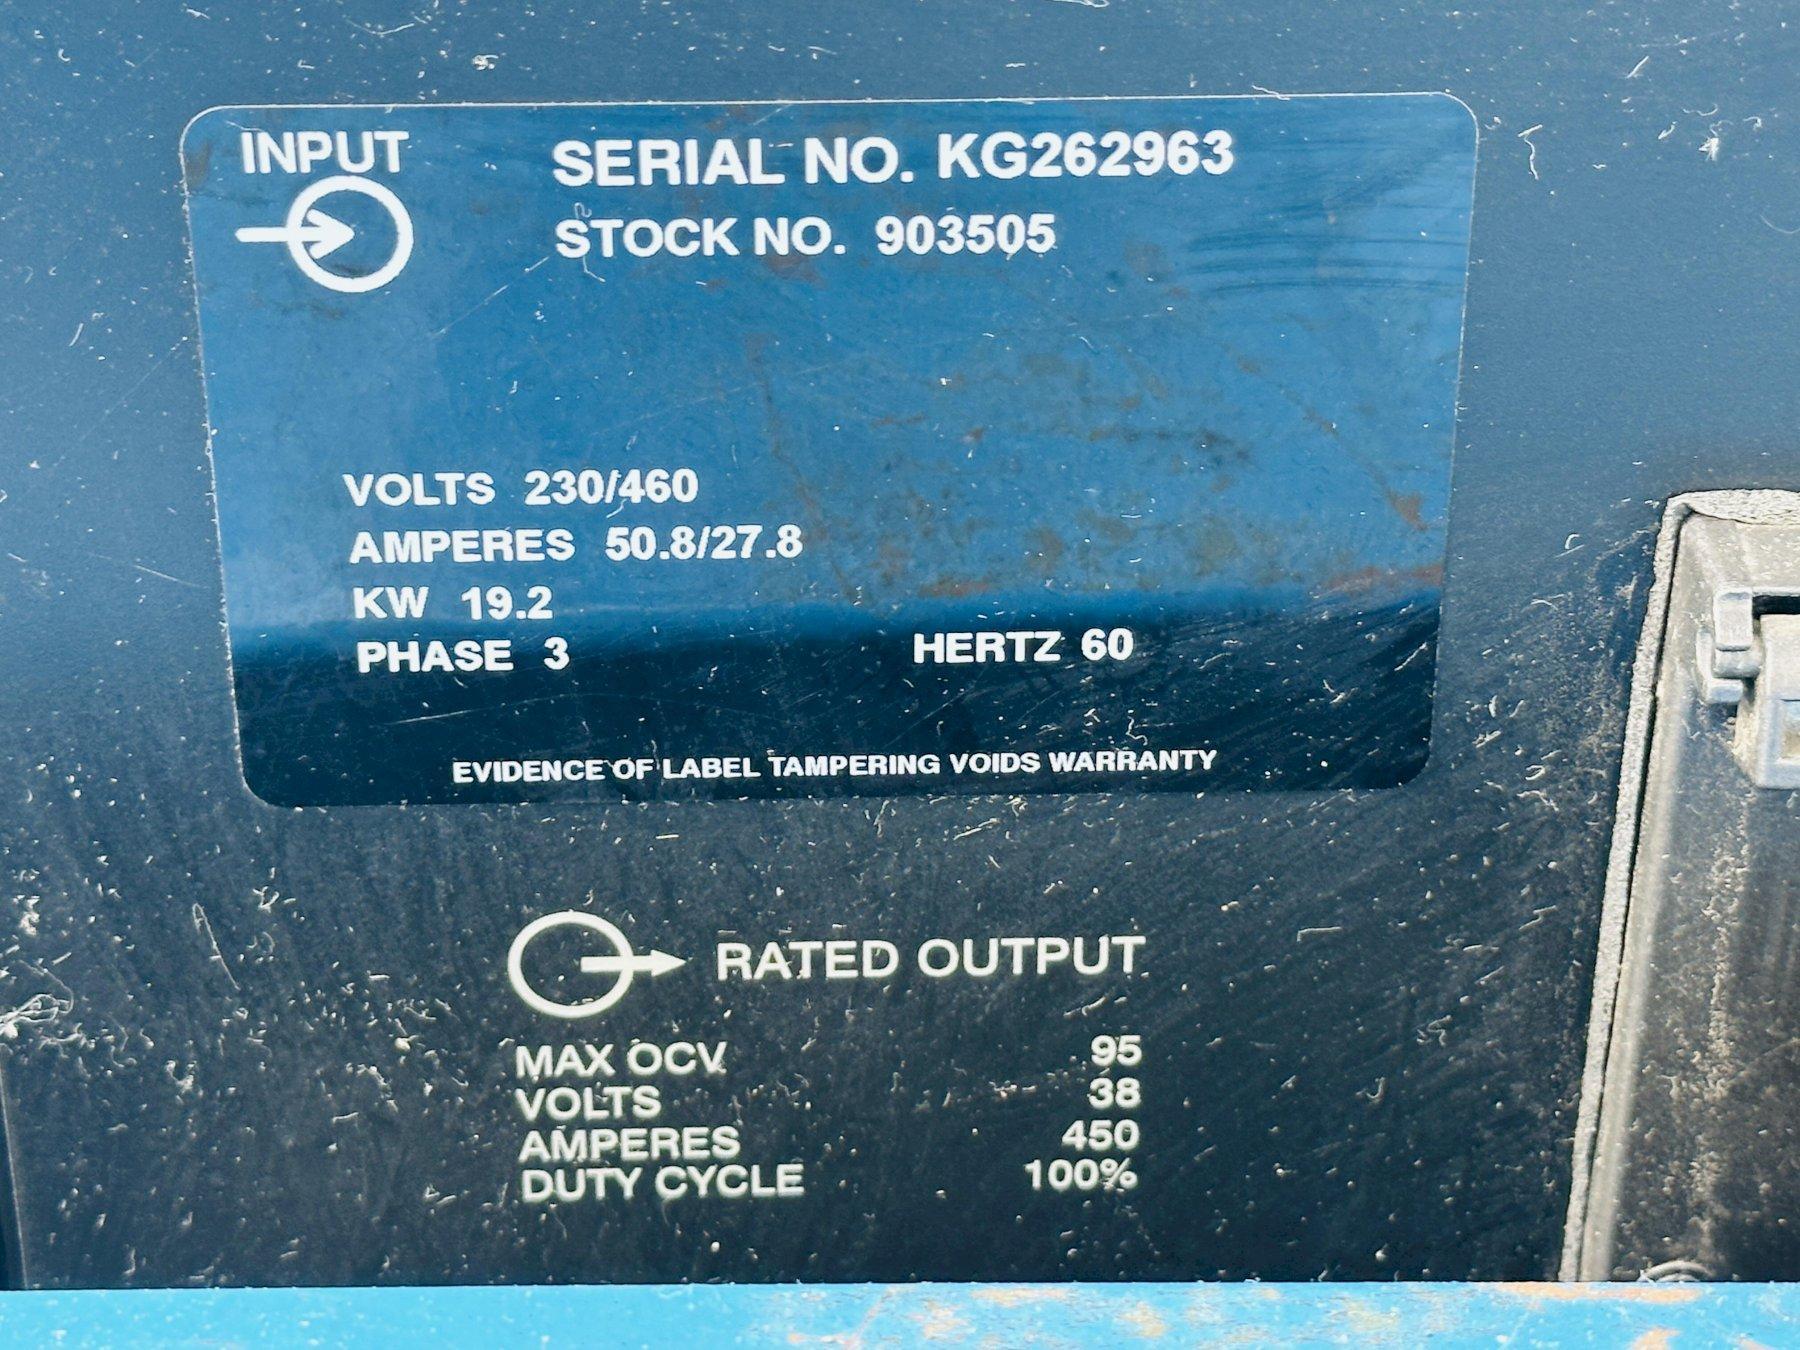 INPUT
SERIAL NO. KG262963
STOCK NO. 903505
VOLTS 230/460
AMPERES 50.8/27.8
KW 19.2
PHASE 3 HERTZ 60
EVIDENCE OF LABEL TAMPERING VOIDS WARRANTY
RATED OUTPUT
MAX OCV 95
VOLTS 38
AMPERES 450
DUTY CYCLE 100%